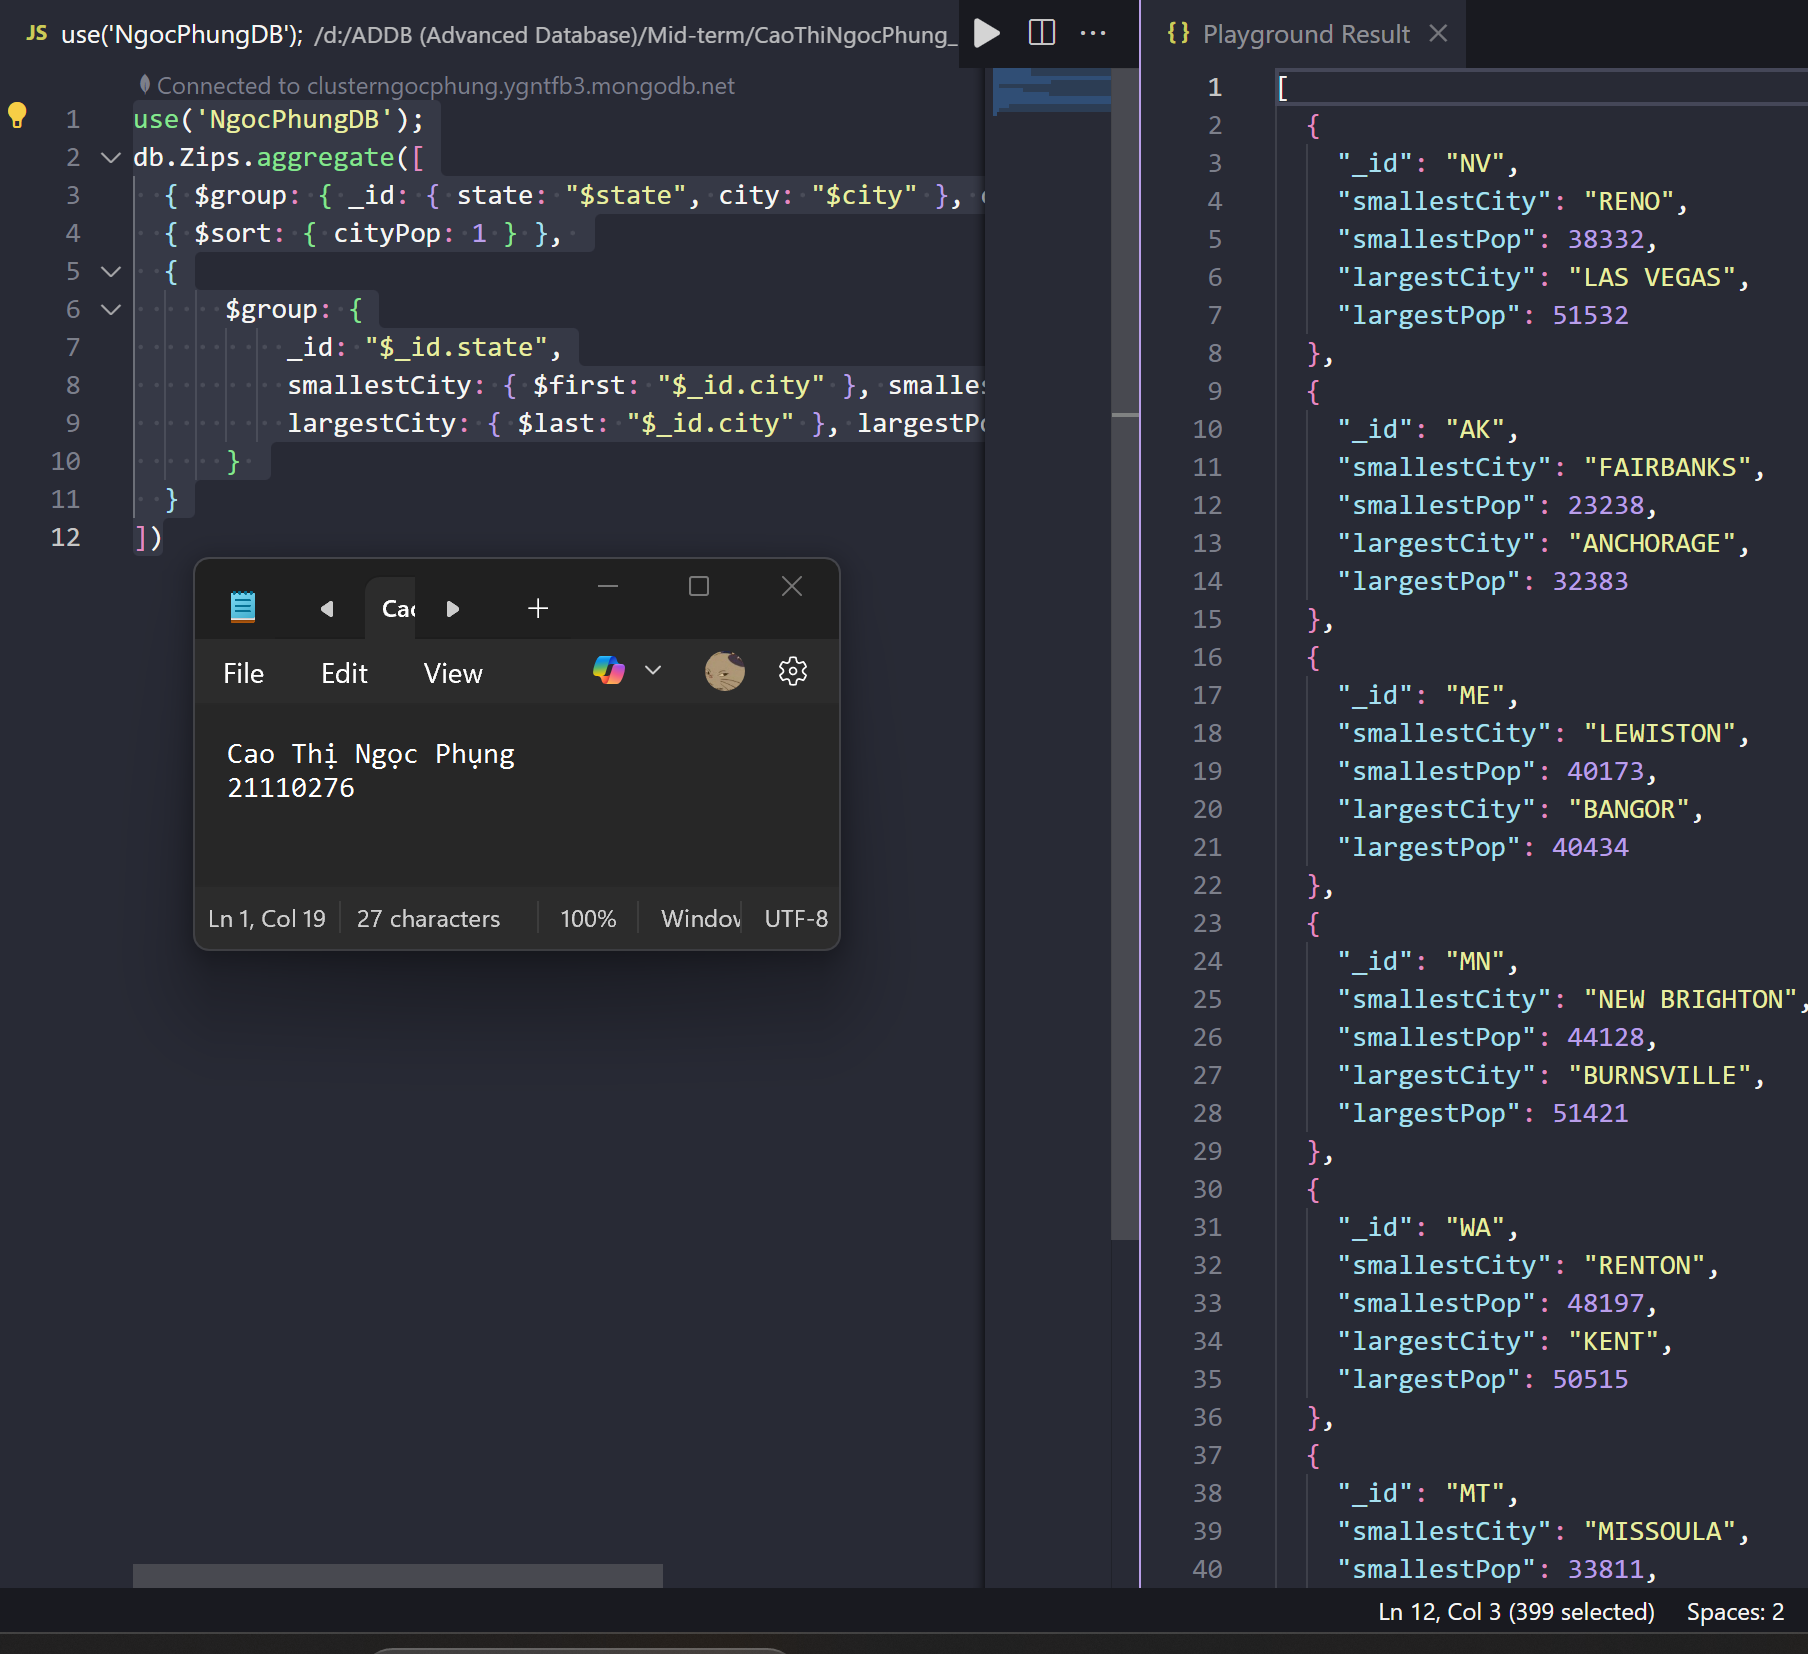 JS use('NgocPhungDB'); /d:/ADDB (Advanced Database)/Mid-term/CaoThiNgocPhung_
Connected to clusterngocphung.ygntfb3.mongodb.net
1 use('NgocPhungDB');
2 db.Zips.aggregate([
3 { $group: { _id: { state: "$state", city: "$city" },
4 { $sort: { cityPop: 1 } },
5 {
6 $group: {
7 _id: "$_id.state",
8 smallestCity: { $first: "$_id.city" }, smalles
9 largestCity: { $last: "$_id.city" }, largestPo
10 }
11 }
12 ])
Cao
File Edit View
Cao Thị Ngọc Phụng
21110276
Ln 1, Col 19 27 characters 100% Window UTF-8
{} Playground Result
1 [
2 {
3 "_id": "NV",
4 "smallestCity": "RENO",
5 "smallestPop": 38332,
6 "largestCity": "LAS VEGAS",
7 "largestPop": 51532
8 },
9 {
10 "_id": "AK",
11 "smallestCity": "FAIRBANKS",
12 "smallestPop": 23238,
13 "largestCity": "ANCHORAGE",
14 "largestPop": 32383
15 },
16 {
17 "_id": "ME",
18 "smallestCity": "LEWISTON",
19 "smallestPop": 40173,
20 "largestCity": "BANGOR",
21 "largestPop": 40434
22 },
23 {
24 "_id": "MN",
25 "smallestCity": "NEW BRIGHTON",
26 "smallestPop": 44128,
27 "largestCity": "BURNSVILLE",
28 "largestPop": 51421
29 },
30 {
31 "_id": "WA",
32 "smallestCity": "RENTON",
33 "smallestPop": 48197,
34 "largestCity": "KENT",
35 "largestPop": 50515
36 },
37 {
38 "_id": "MT",
39 "smallestCity": "MISSOULA",
40 "smallestPop": 33811,
Ln 12, Col 3 (399 selected) Spaces: 2